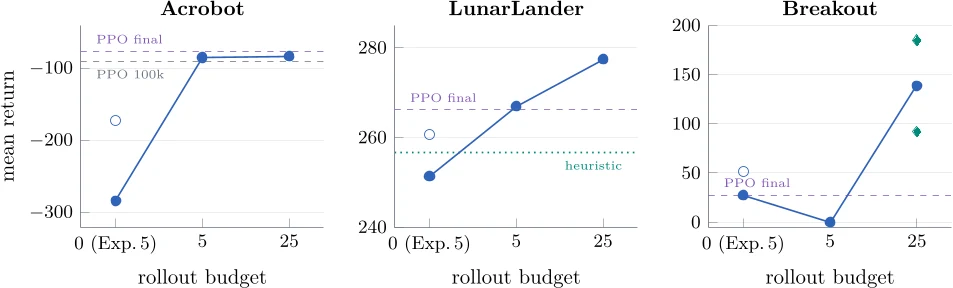 Acrobot
PPO final
PPO 100k
−100
−200
−300
mean return
0 (Exp. 5)
5
25
rollout budget
LunarLander
280
260
240
PPO final
heuristic
0 (Exp. 5)
5
25
rollout budget
Breakout
200
150
100
50
0
PPO final
0 (Exp. 5)
5
25
rollout budget